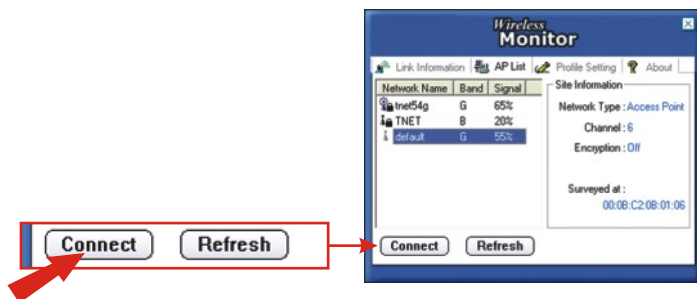 Wireless
Monitor
Link Information AP List Profile Setting About
Network Name Band Signal
tnet54g G 65%
TNET B 20%
default G 55%
Site Information
Network Type : Access Point
Channel : 6
Encryption : Off
Surveyed at :
00:0B:C2:0B:01:06
Connect Refresh
Connect Refresh